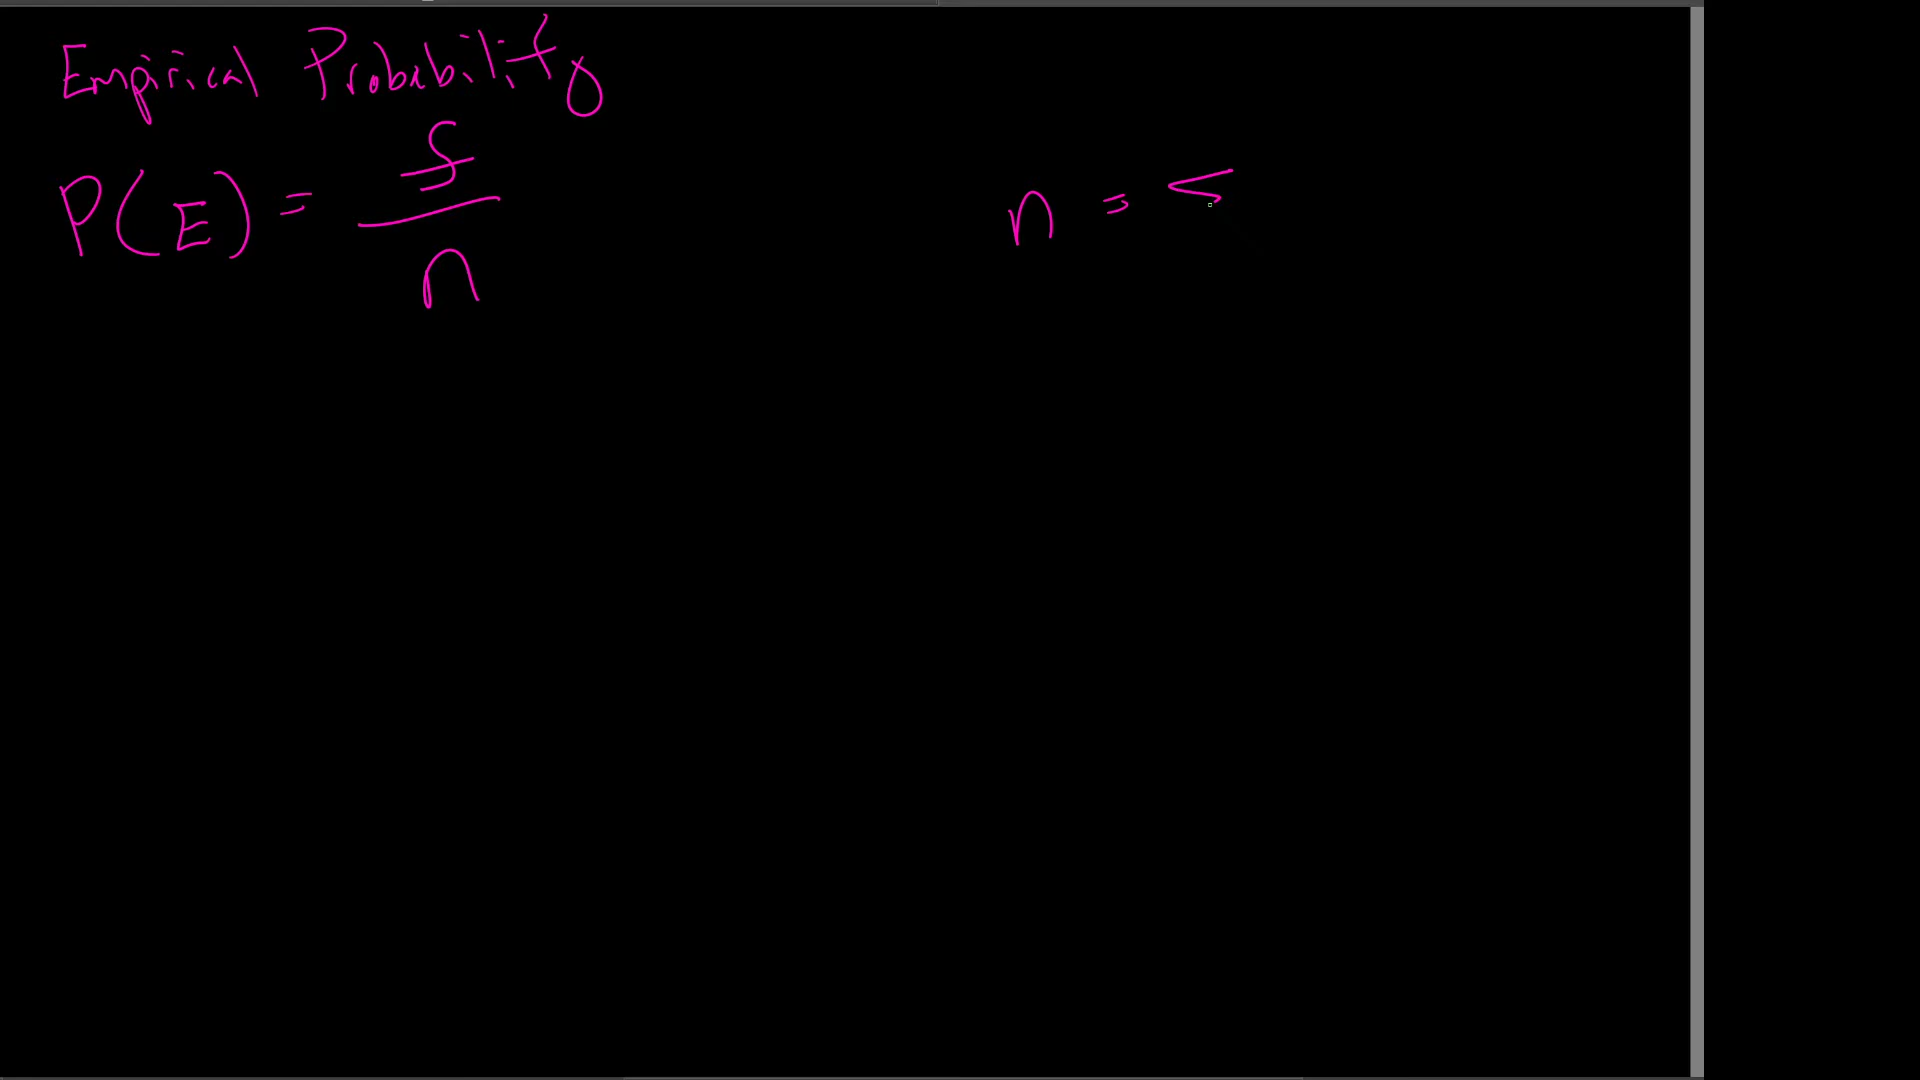 Empirical Probability
P(E) = f/n
n =